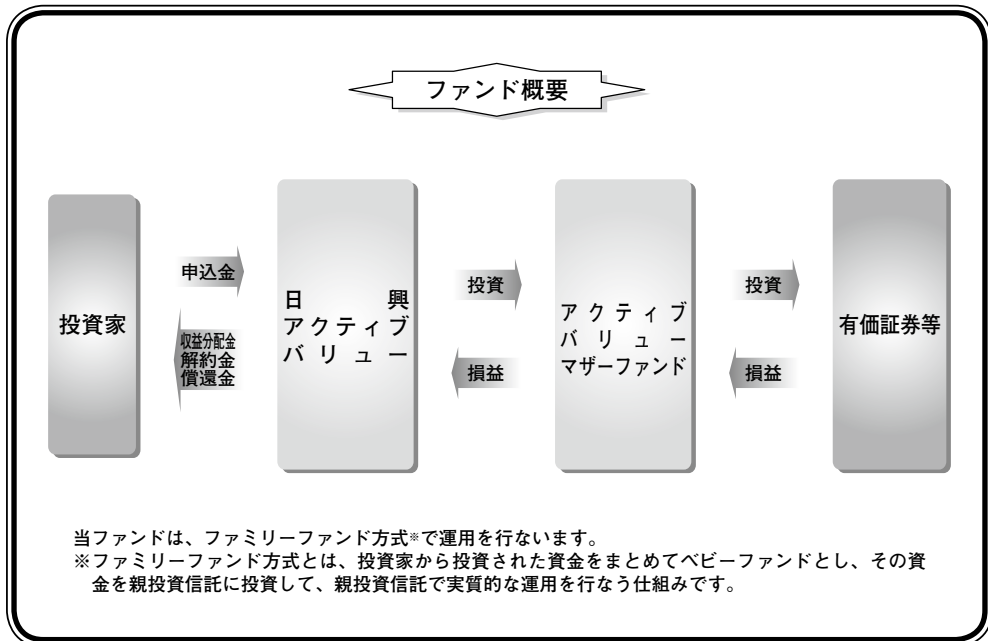 ファンド概要
投資家
申込金
収益分配金
解約金
償還金
日興
アクティブ
バリュー
投資
損益
アクティブ
バリュー
マザーファンド
投資
損益
有価証券等
当ファンドは、ファミリーファンド方式※で運用を行ないます。
※ファミリーファンド方式とは、投資家から投資された資金をまとめてベビーファンドとし、その資
金を親投資信託に投資して、親投資信託で実質的な運用を行なう仕組みです。